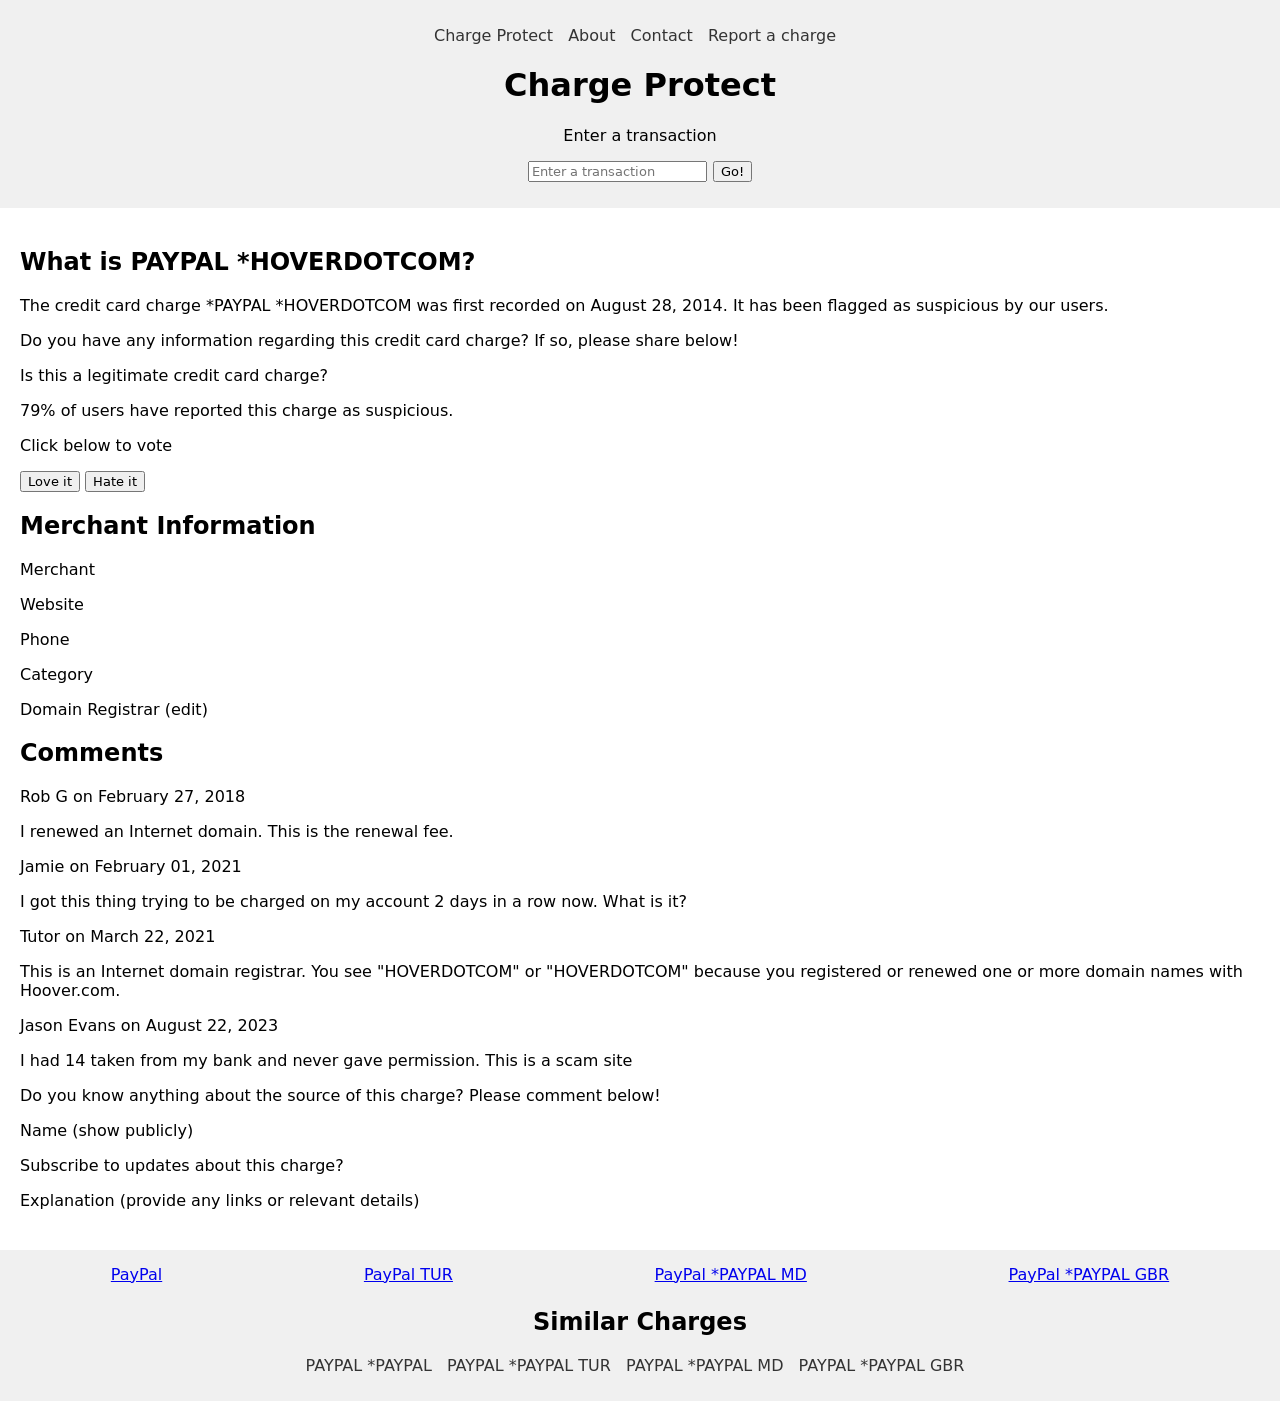 Charge Protect About Contact Report a charge
Charge Protect
Enter a transaction
Enter a transaction Go!
What is PAYPAL *HOVERDOTCOM?
The credit card charge *PAYPAL *HOVERDOTCOM was first recorded on August 28, 2014. It has been flagged as suspicious by our users.
Do you have any information regarding this credit card charge? If so, please share below!
Is this a legitimate credit card charge?
79% of users have reported this charge as suspicious.
Click below to vote
Love it Hate it
Merchant Information
Merchant
Website
Phone
Category
Domain Registrar (edit)
Comments
Rob G on February 27, 2018
I renewed an Internet domain. This is the renewal fee.
Jamie on February 01, 2021
I got this thing trying to be charged on my account 2 days in a row now. What is it?
Tutor on March 22, 2021
This is an Internet domain registrar. You see "HOVERDOTCOM" or "HOVERDOTCOM" because you registered or renewed one or more domain names with
Hoover.com.
Jason Evans on August 22, 2023
I had 14 taken from my bank and never gave permission. This is a scam site
Do you know anything about the source of this charge? Please comment below!
Name (show publicly)
Subscribe to updates about this charge?
Explanation (provide any links or relevant details)
PayPal PayPal TUR PayPal *PAYPAL MD PayPal *PAYPAL GBR
Similar Charges
PAYPAL *PAYPAL PAYPAL *PAYPAL TUR PAYPAL *PAYPAL MD PAYPAL *PAYPAL GBR